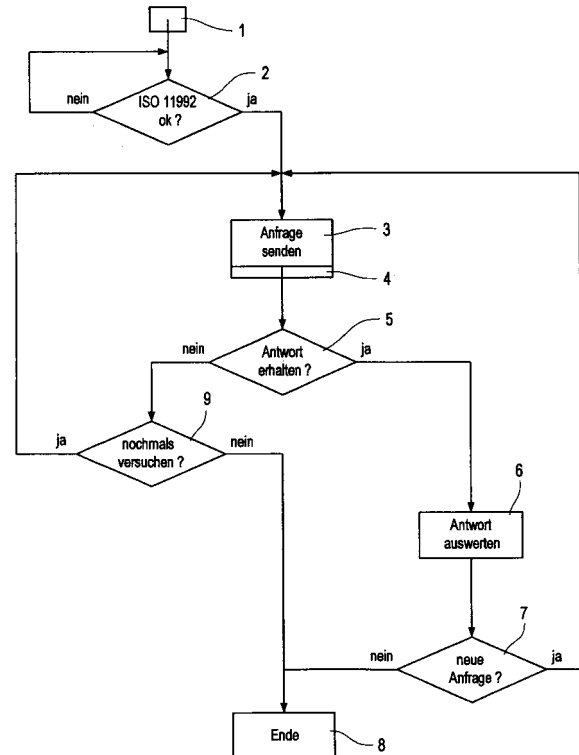 1
2
nein
ISO 11992
ok ?
ja
Anfrage
senden
3
4
5
nein
Antwort
erhalten ?
ja
9
ja
nochmals
versuchen ?
nein
6
Antwort
auswerten
7
nein
neue
Anfrage ?
ja
Ende
8